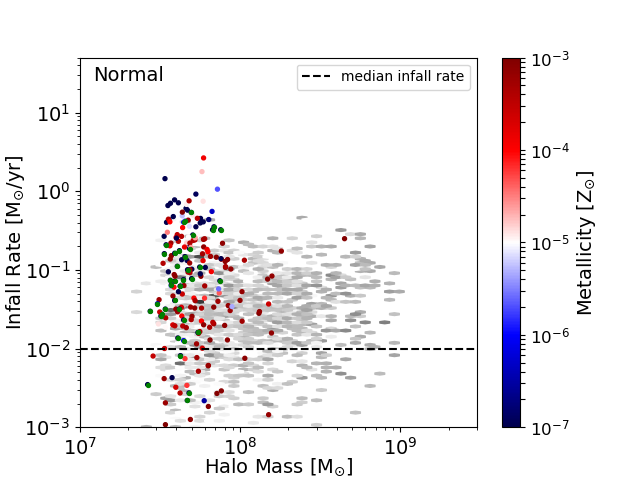 Normal
median infall rate
Infall Rate [M⊙/yr]
10¹
10⁰
10⁻¹
10⁻²
10⁻³
10⁷
10⁸
10⁹
Halo Mass [M⊙]
10⁻³
10⁻⁴
10⁻⁵
10⁻⁶
10⁻⁷
Metallicity [Z⊙]